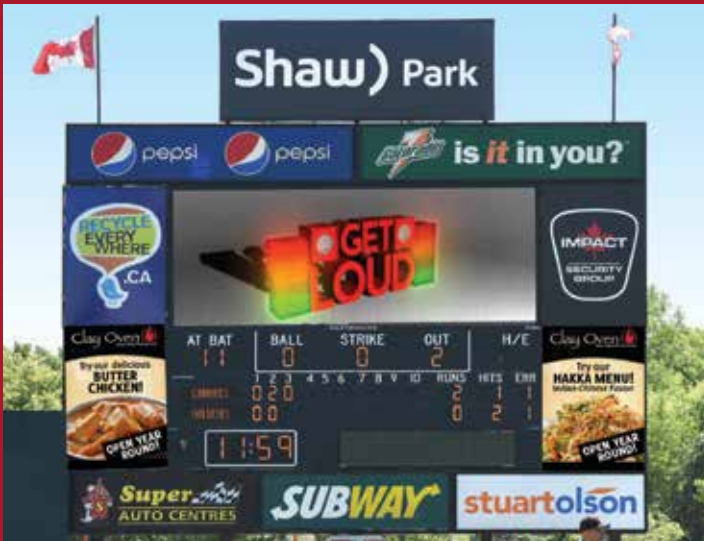 Shaw) Park
pepsi pepsi
is it in you?
RECYCLE
EVERY
WHERE
.CA
GET
LOUD
IMPACT
SECURITY
GROUP
Clay Oven
Try our delicious
BUTTER
CHICKEN!
OPEN YEAR
ROUND!
AT BAT BALL STRIKE OUT H/E
11 0 0 2
1 2 3 4 5 6 7 8 9 10 RUNS HITS ERR
0 2 0 2 1 1
0 0 0 2 1
11:59
Clay Oven
Try our
HAKKA MENU!
Indian-Chinese Flavour
OPEN YEAR
ROUND!
Super
AUTO CENTRES
SUBWAY
stuartolson